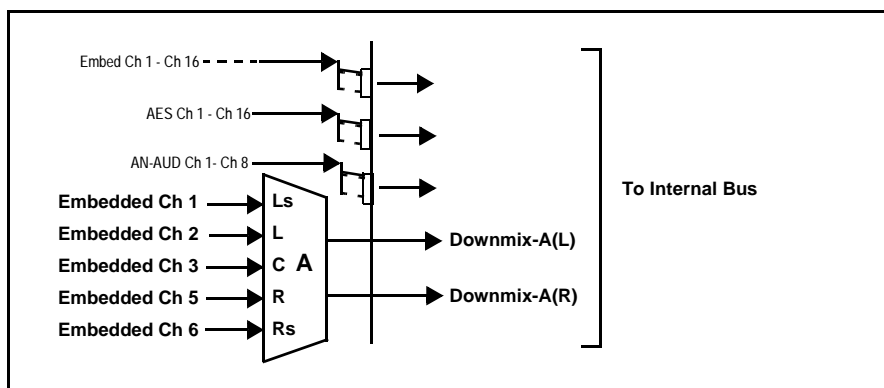 Embed Ch 1 - Ch 16
AES Ch 1 - Ch 16
AN-AUD Ch 1- Ch 8
To Internal Bus
Embedded Ch 1
Ls
Embedded Ch 2
L
Downmix-A(L)
Embedded Ch 3
C A
Embedded Ch 5
R
Downmix-A(R)
Embedded Ch 6
Rs